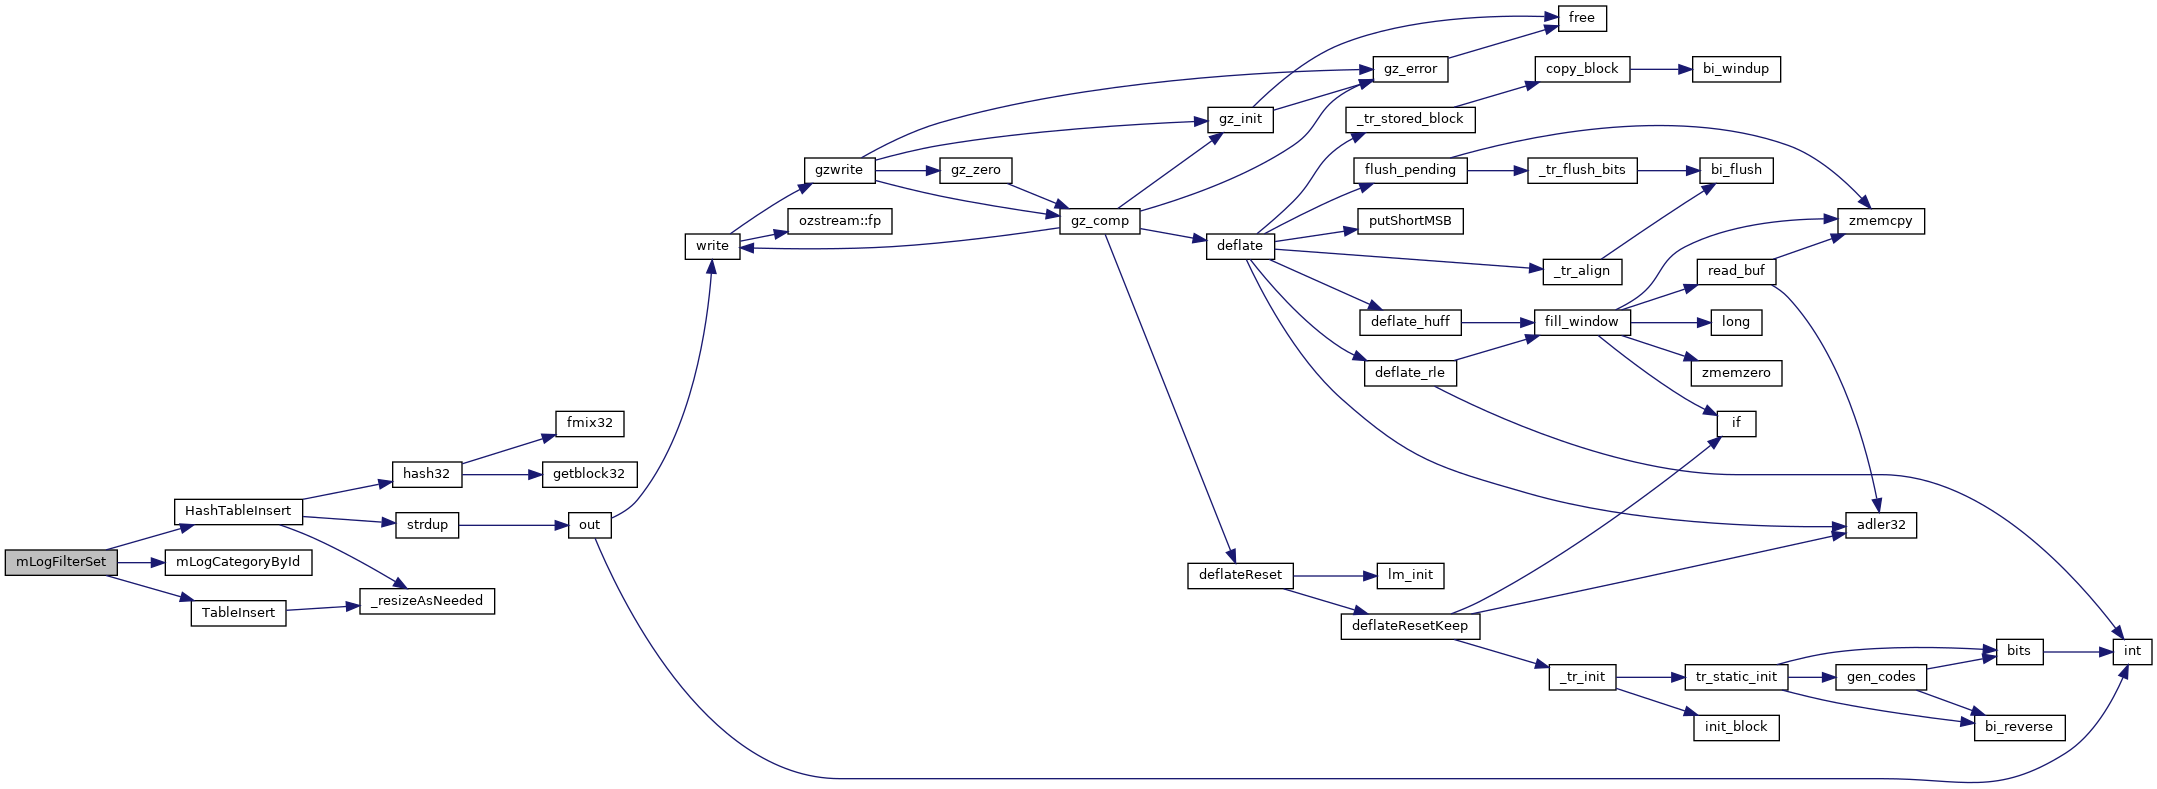 free
gz_error
copy_block
bi_windup
gz_init
_tr_stored_block
gzwrite
gz_zero
flush_pending
_tr_flush_bits
bi_flush
ozstream::fp
gz_comp
putShortMSB
zmemcpy
write
deflate
_tr_align
read_buf
deflate_huff
fill_window
long
deflate_rle
zmemzero
fmix32
if
hash32
getblock32
HashTableInsert
strdup
out
adler32
mLogFilterSet
mLogCategoryById
deflateReset
lm_init
TableInsert
_resizeAsNeeded
deflateResetKeep
bits
int
_tr_init
tr_static_init
gen_codes
init_block
bi_reverse